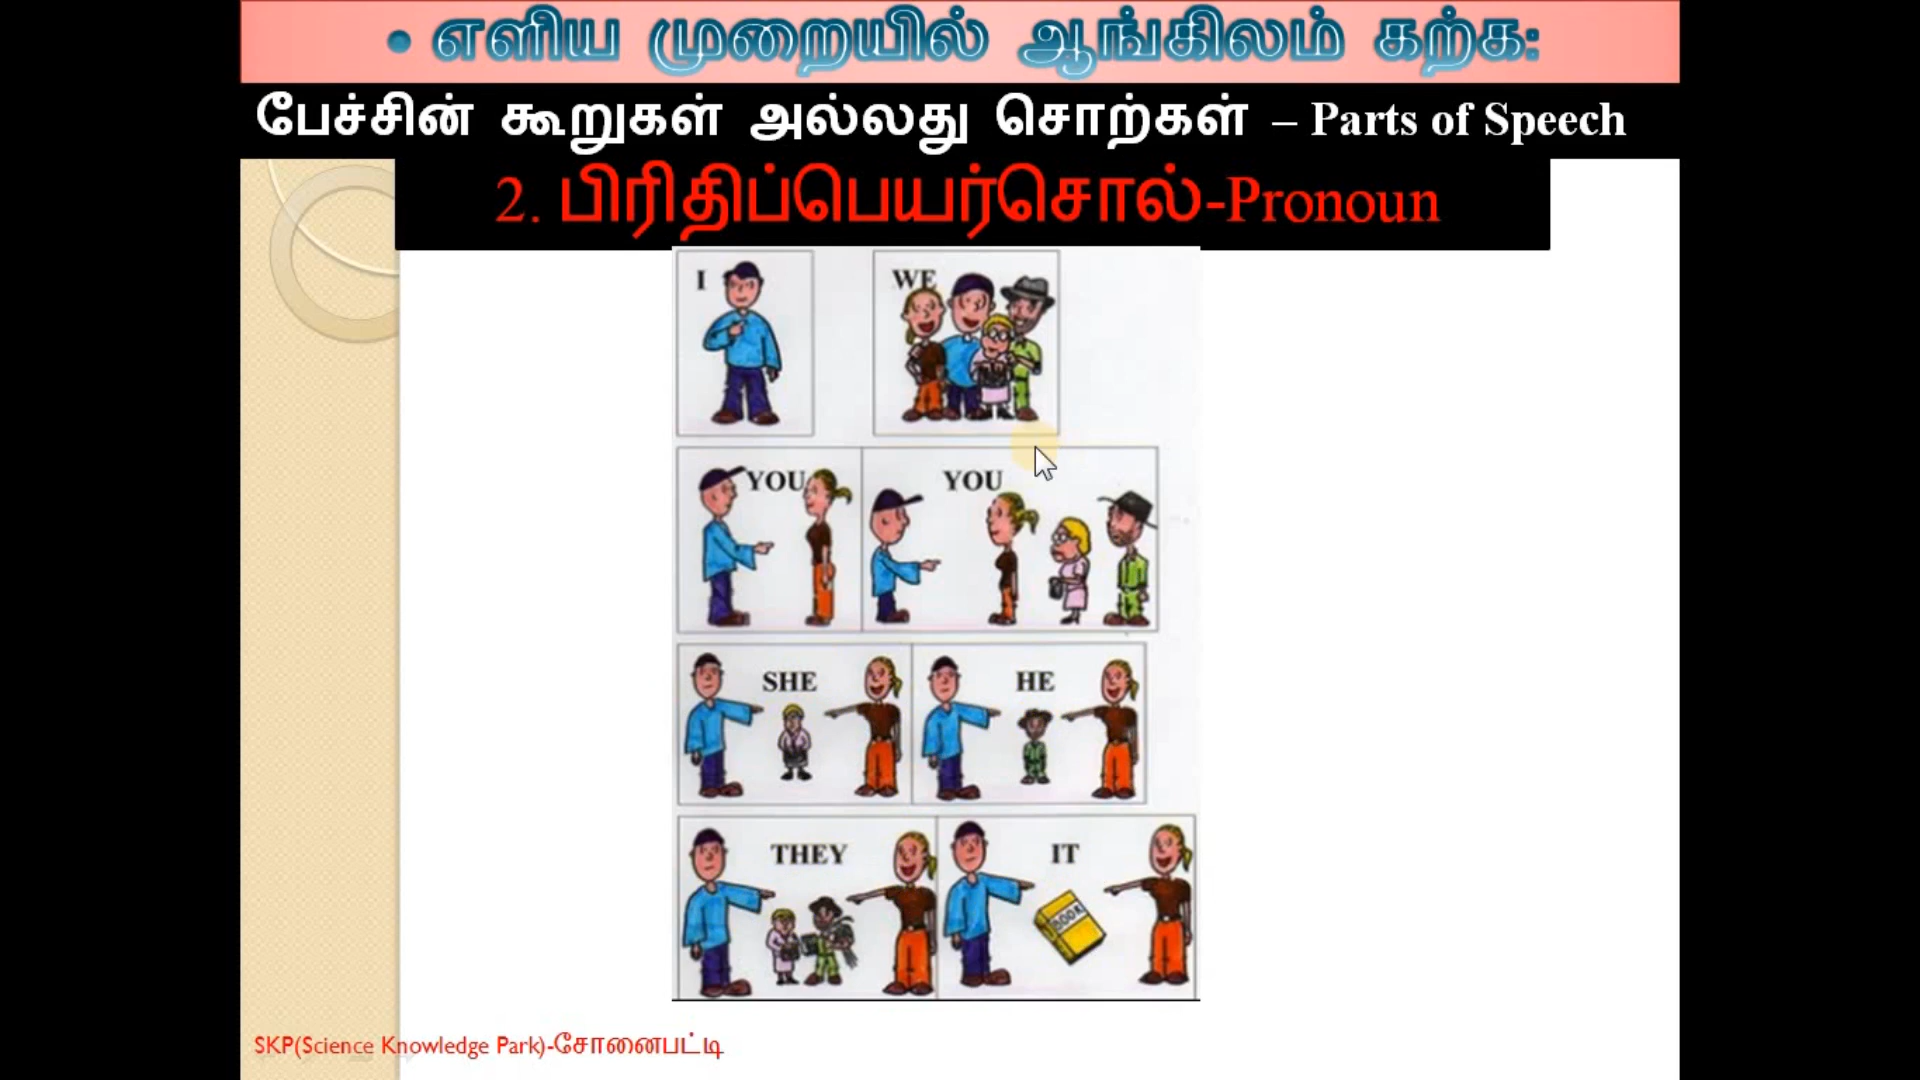 • எளிய முறையில் ஆங்கிலம் கற்க:
பேச்சின் கூறுகள் அல்லது சொற்கள் – Parts of Speech
2. பிரிதிப்பெயர்சொல்-Pronoun
I WE
YOU YOU
SHE HE
THEY IT
BOOK
SKP(Science Knowledge Park)-சோனைபட்டி